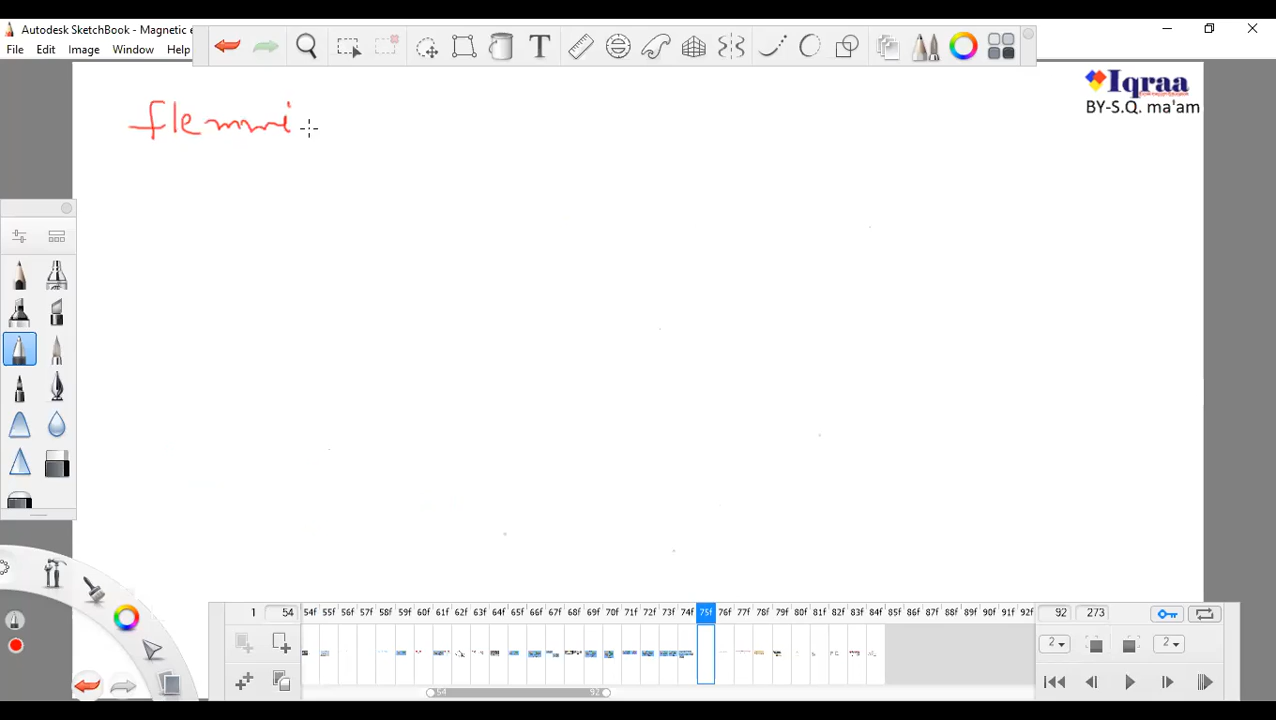 Autodesk SketchBook - Magnetic e
File Edit Image Window Help
Iqraa
BY-S.Q. ma'am
flemmi
1 54 54f 55f 56f 57f 58f 59f 60f 61f 62f 63f 64f 65f 66f 67f 68f 69f 70f 71f 72f 73f 74f 75f 76f 77f 78f 79f 80f 81f 82f 83f 84f 85f 86f 87f 88f 89f 90f 91f 92f 92 273
2 2
54 92